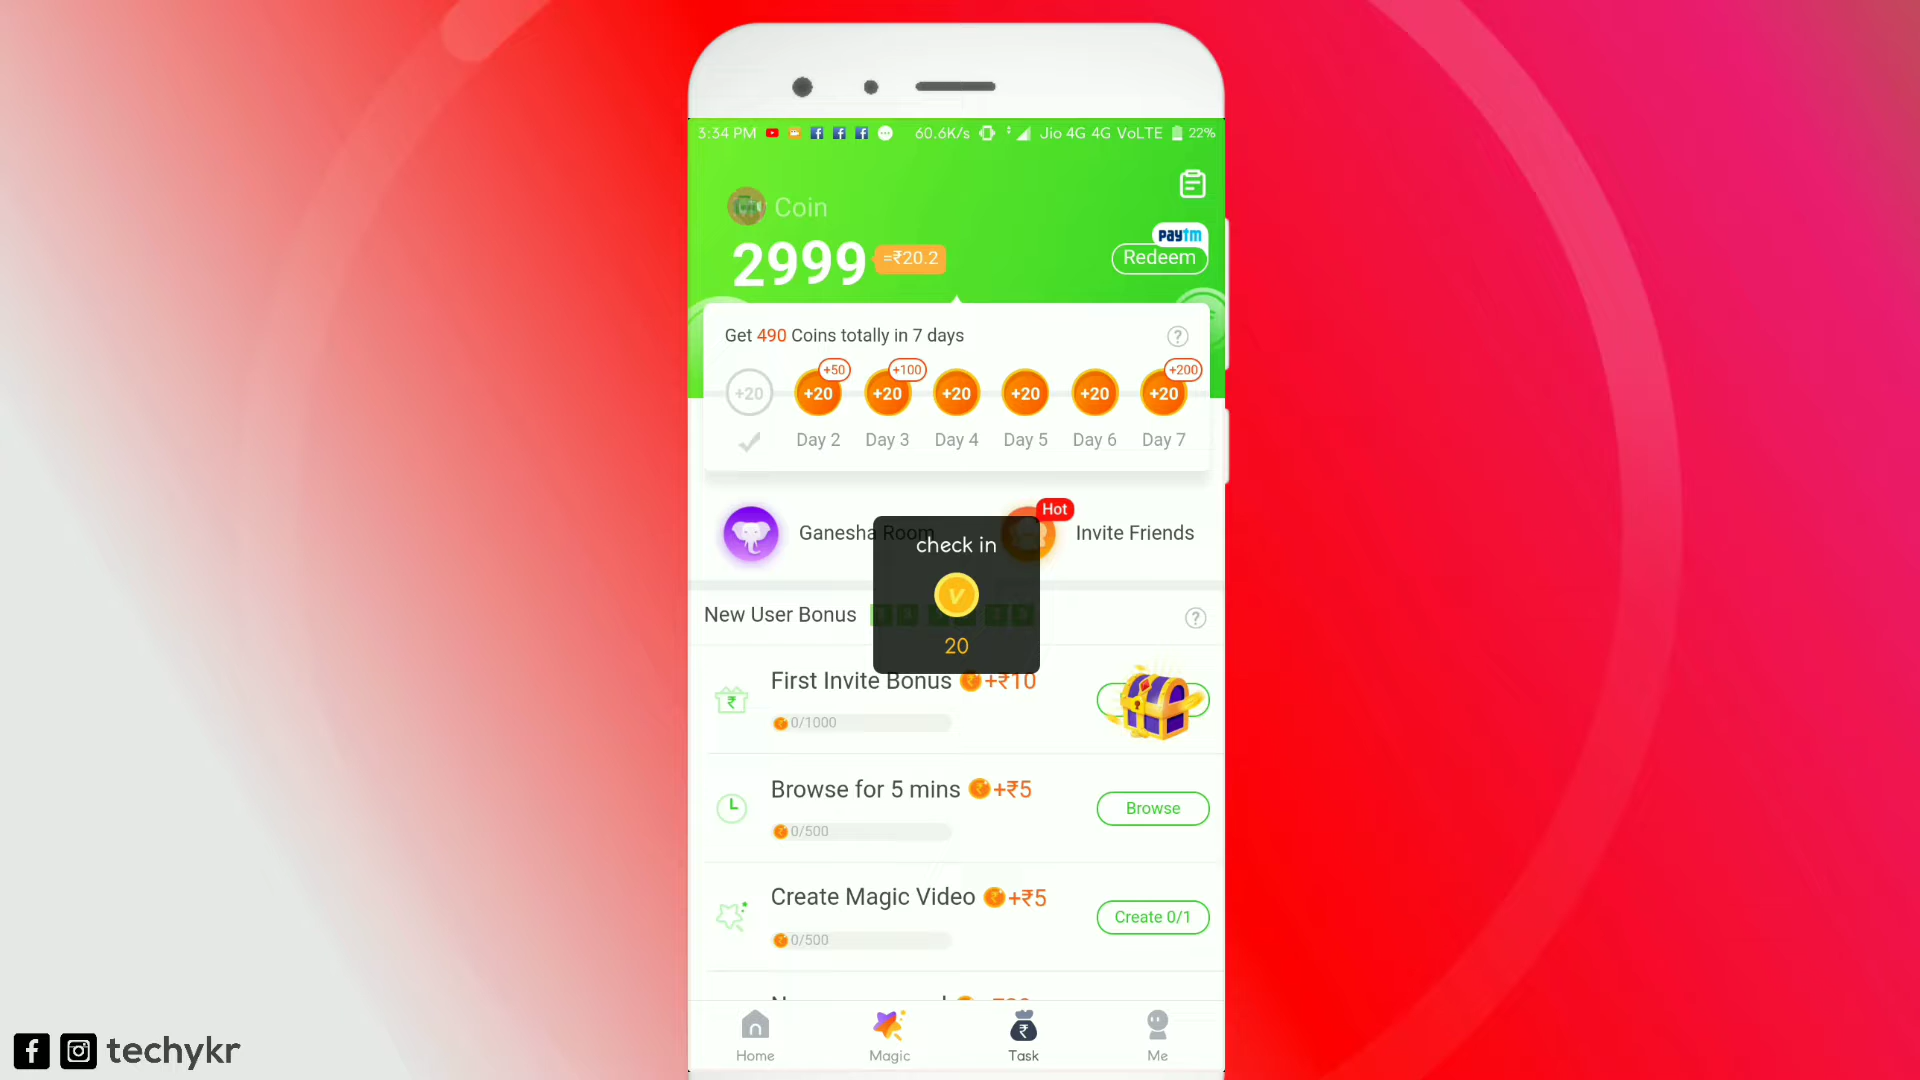 3:34 PM 60.6K/s Jio 4G 4G VoLTE 22%
Coin
2999 =₹20.2
paytm
Redeem
Get 490 Coins totally in 7 days
?
+50 +100 +200
+20 +20 +20 +20 +20 +20 +20
Day 2 Day 3 Day 4 Day 5 Day 6 Day 7
Hot
Ganesha Room Invite Friends
check in
20
New User Bonus ?
First Invite Bonus +₹10
0/1000
Browse for 5 mins +₹5
0/500
Browse
Create Magic Video +₹5
0/500
Create 0/1
Home Magic Task Me
techykr